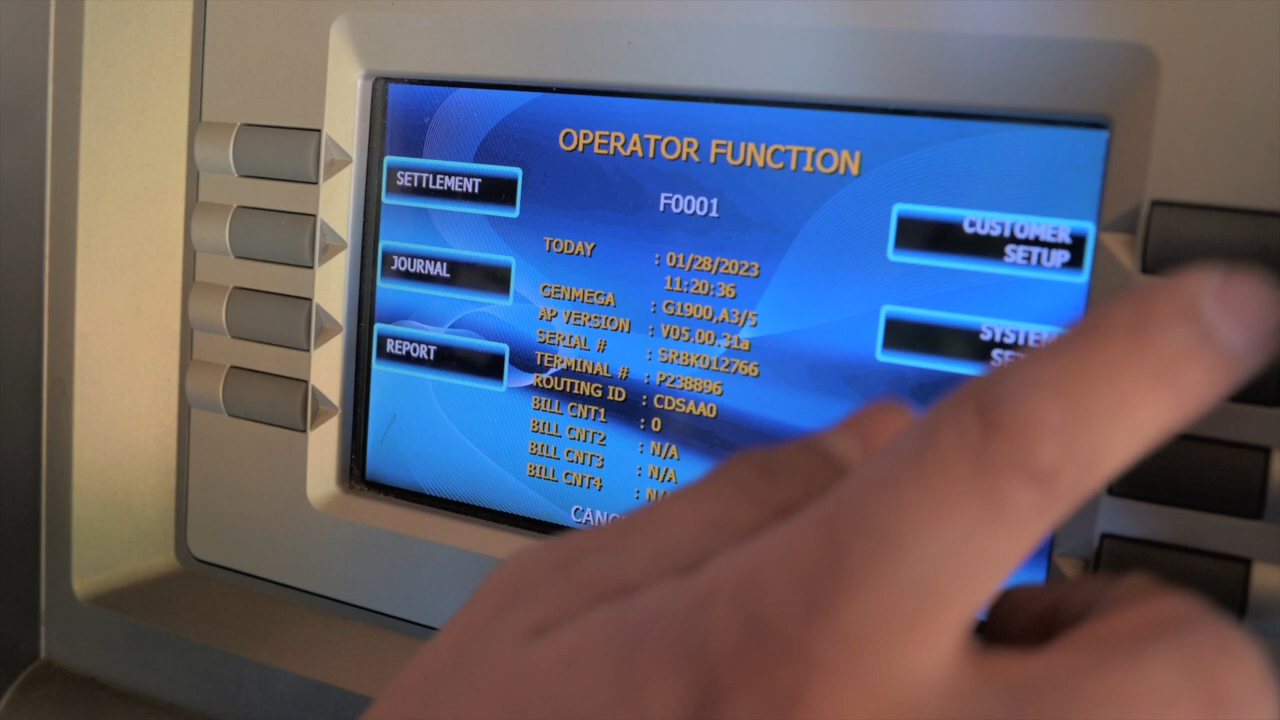 OPERATOR FUNCTION
F0001
SETTLEMENT
JOURNAL
REPORT
CUSTOMER
SETUP
SYSTEM
TODAY : 01/28/2023
11:20:36
GENMEGA : G1900,A3/5
AP VERSION : V05.00.31a
SERIAL # : SRBK012766
TERMINAL # : P238896
ROUTING ID : CDSAA0
BILL CNT1 : 0
BILL CNT2 : N/A
BILL CNT3 : N/A
BILL CNT4 :